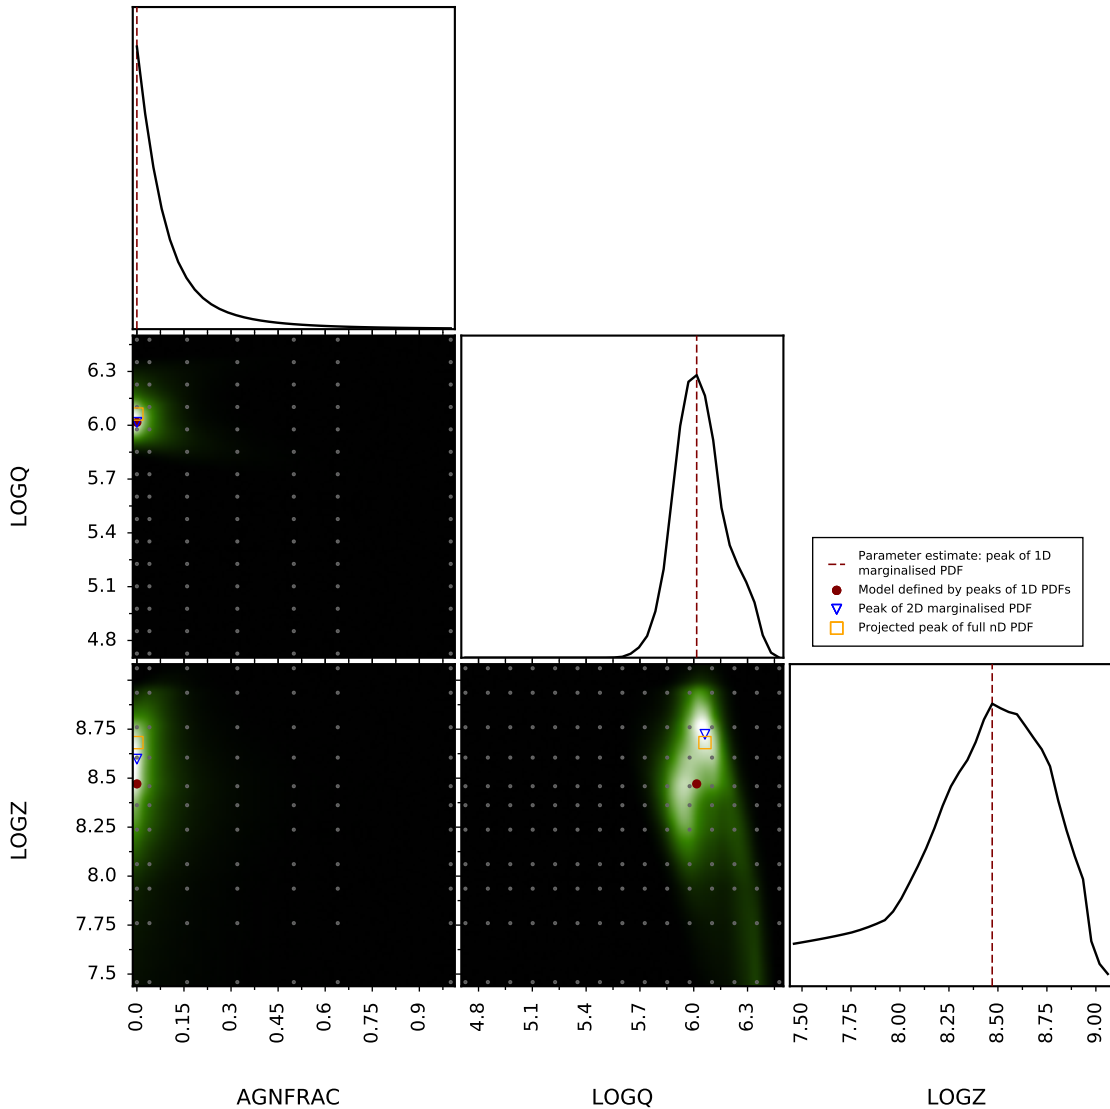 6.3
6.0
5.7
5.4
5.1
4.8
LOGQ
Parameter estimate: peak of 1D
marginalised PDF
Model defined by peaks of 1D PDFs
Peak of 2D marginalised PDF
Projected peak of full nD PDF
8.75
8.5
8.25
8.0
7.75
7.5
LOGZ
0.0 0.15 0.3 0.45 0.6 0.75 0.9
4.8 5.1 5.4 5.7 6.0 6.3
7.50 7.75 8.00 8.25 8.50 8.75 9.00
AGNFRAC LOGQ LOGZ